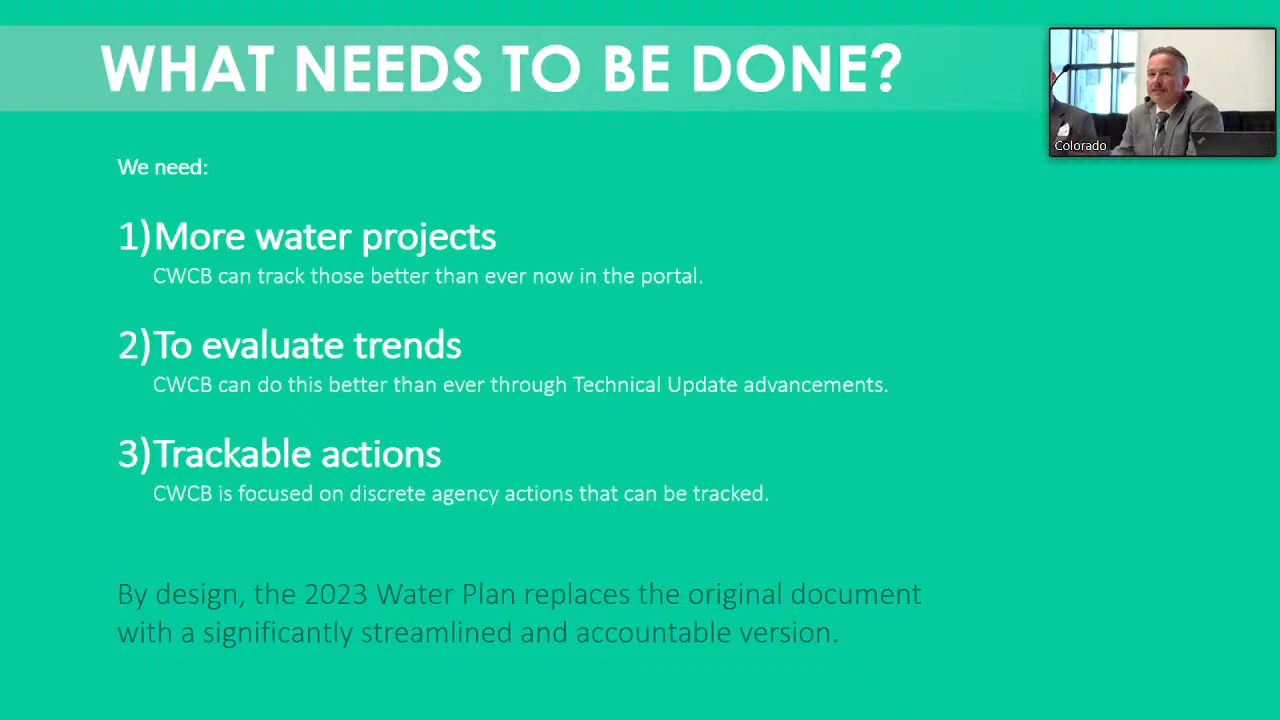 WHAT NEEDS TO BE DONE?
Colorado
We need:
1)More water projects
CWCB can track those better than ever now in the portal.
2)To evaluate trends
CWCB can do this better than ever through Technical Update advancements.
3)Trackable actions
CWCB is focused on discrete agency actions that can be tracked.
By design, the 2023 Water Plan replaces the original document
with a significantly streamlined and accountable version.